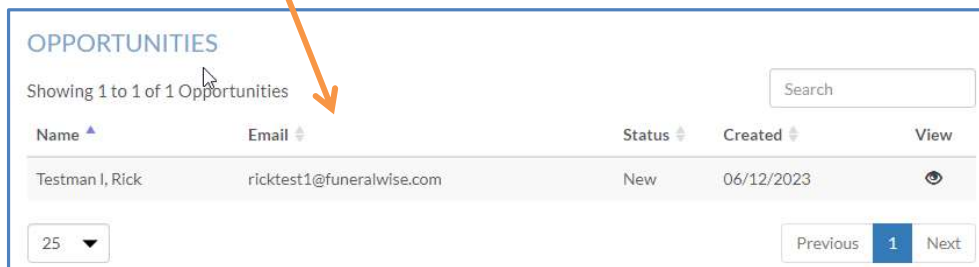 OPPORTUNITIES
Showing 1 to 1 of 1 Opportunities
Search
Name Email Status Created View
Testman I, Rick ricktest1@funeralwise.com New 06/12/2023
25 Previous 1 Next